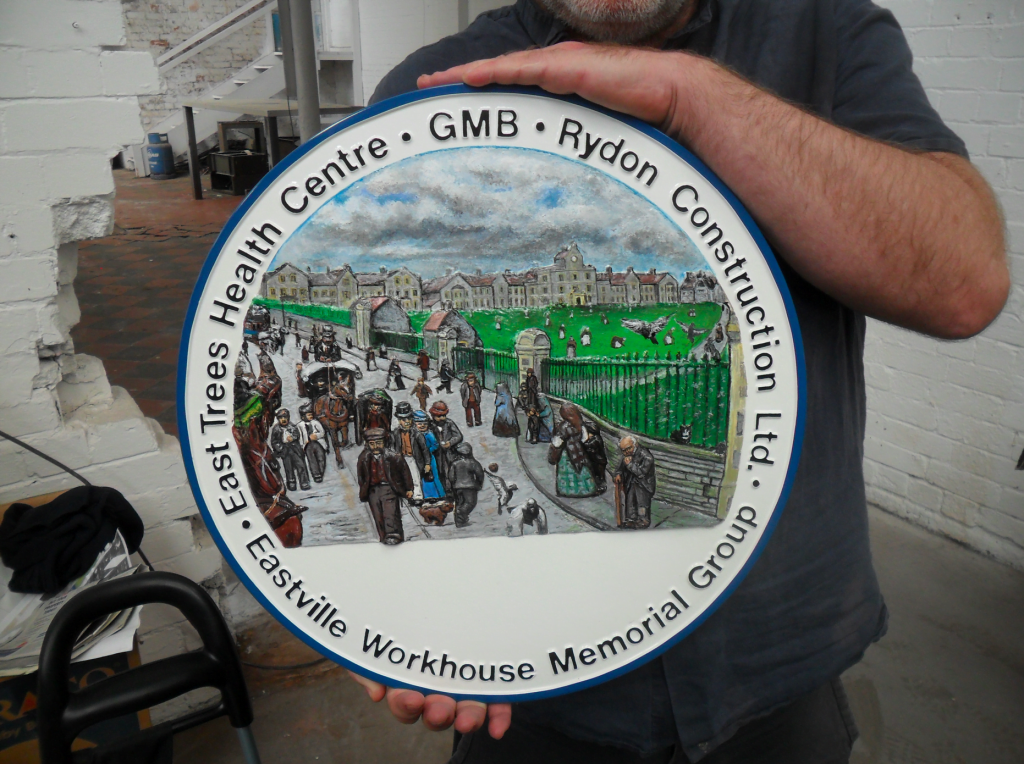 • East Trees Health Centre • GMB • Rydon Construction Ltd. •
Eastville Workhouse Memorial Group